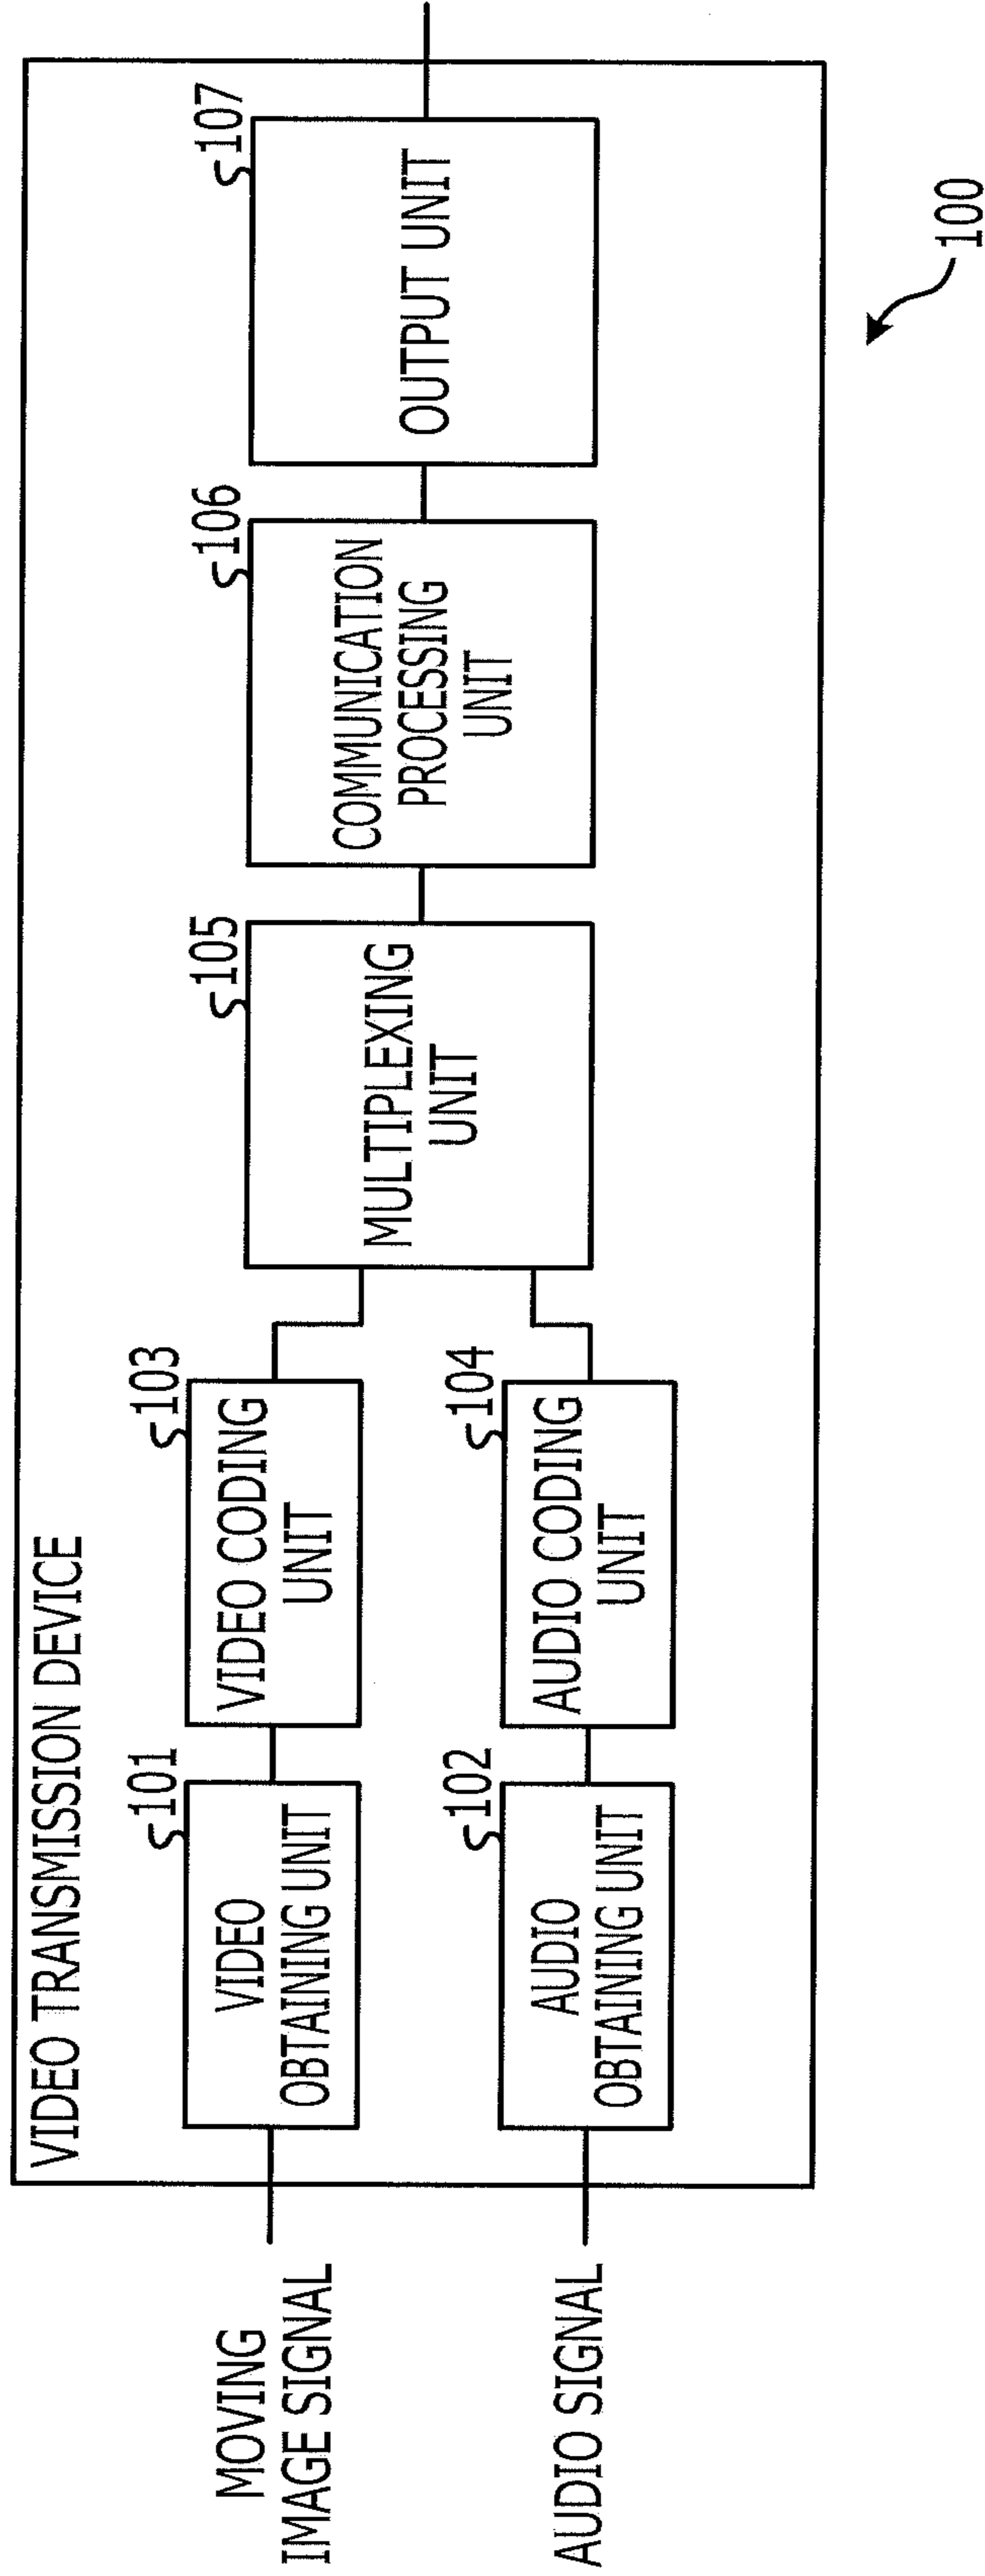 VIDEO TRANSMISSION DEVICE
MOVING
IMAGE SIGNAL
101
VIDEO
OBTAINING UNIT
103
VIDEO CODING
UNIT
AUDIO SIGNAL
102
AUDIO
OBTAINING UNIT
104
AUDIO CODING
UNIT
105
MULTIPLEXING
UNIT
106
COMMUNICATION
PROCESSING
UNIT
107
OUTPUT UNIT
100